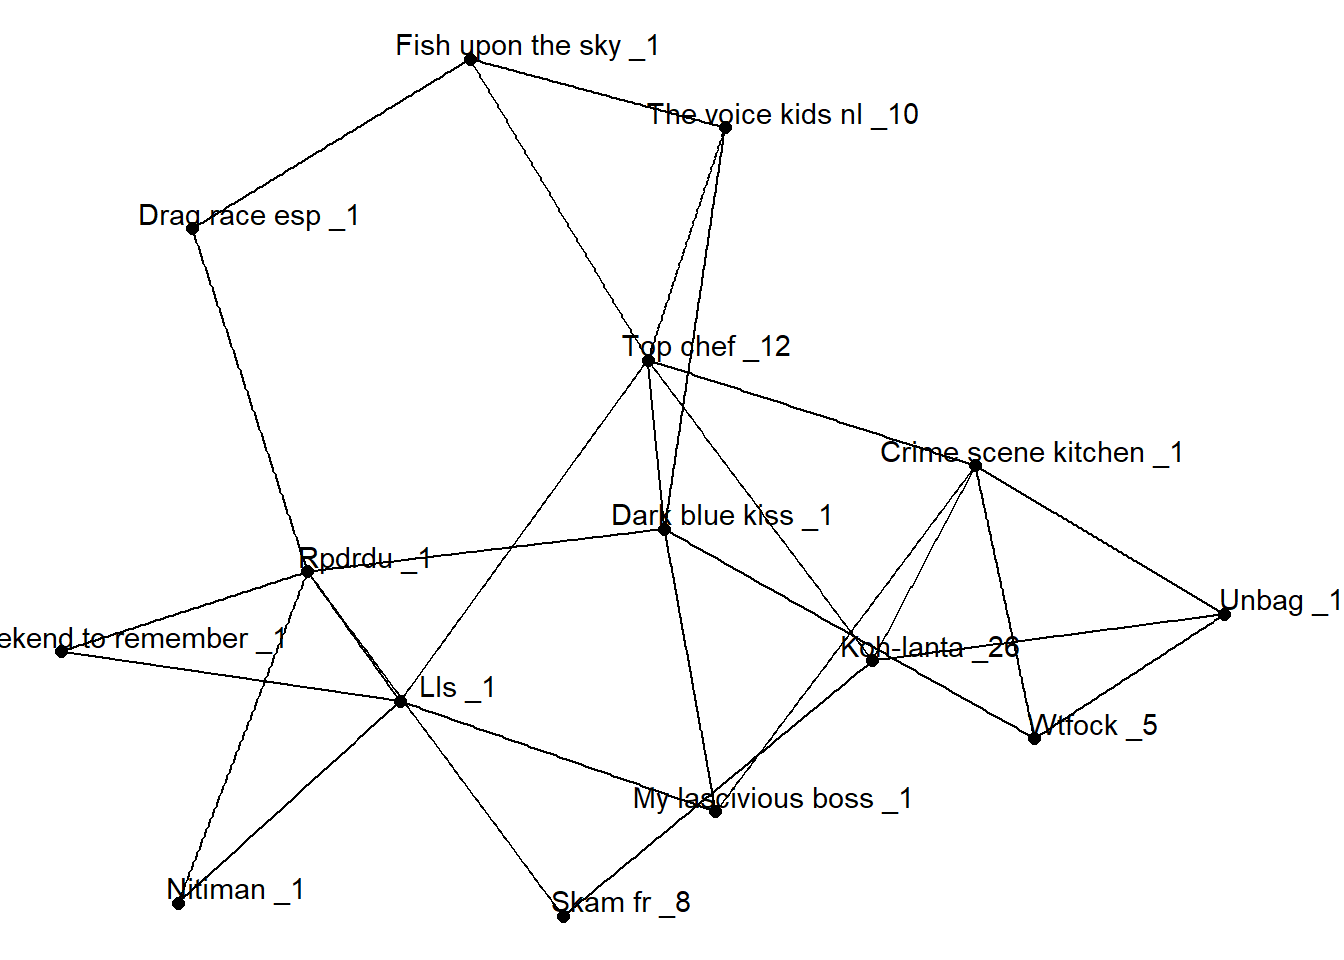 Fish upon the sky _1
The voice kids nl _10
Drag race esp _1
Top chef _12
Crime scene kitchen _1
Dark blue kiss _1
Rpdrdu _1
Unbag _1
ekend to remember _1
Koh-lanta _26
Lls _1
Wtfock _5
My lascivious boss _1
Nitiman _1
Skam fr _8